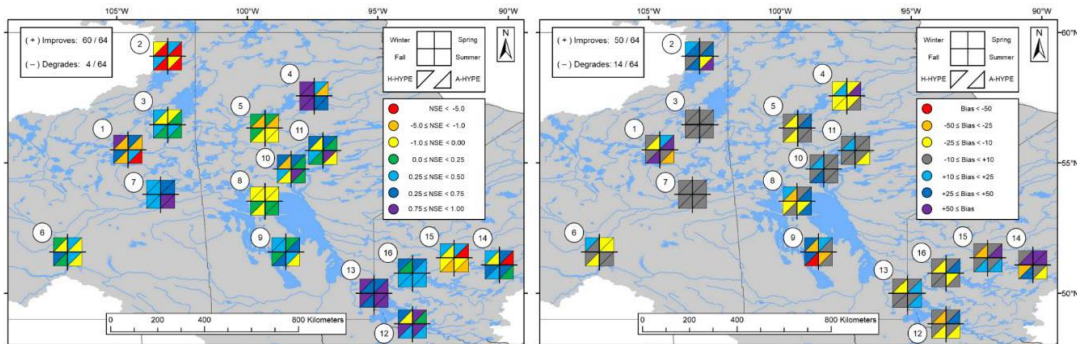 105°W
100°W
95°W
90°W
105°W
100°W
95°W
90°W
60°N
( + ) Improves: 60 / 64
( – ) Degrades: 4 / 64
Winter
Spring
Fall
Summer
H-HYPE
A-HYPE
N
NSE < -5.0
-5.0 ≤ NSE < -1.0
-1.0 ≤ NSE < 0.00
0.0 ≤ NSE < 0.25
0.25 ≤ NSE < 0.50
0.25 ≤ NSE < 0.75
0.75 ≤ NSE < 1.00
2
4
3
5
1
11
10
7
8
6
9
15
14
16
13
12
0 200 400 800 Kilometers
( + ) Improves: 50 / 64
( – ) Degrades: 14 / 64
Winter
Spring
Fall
Summer
H-HYPE
A-HYPE
N
Bias < -50
-50 ≤ Bias < -25
-25 ≤ Bias < -10
-10 ≤ Bias < +10
+10 ≤ Bias < +25
+25 ≤ Bias < +50
+50 ≤ Bias
2
4
3
5
1
11
10
7
8
6
9
15
14
16
13
12
55°N
50°N
0 200 400 800 Kilometers